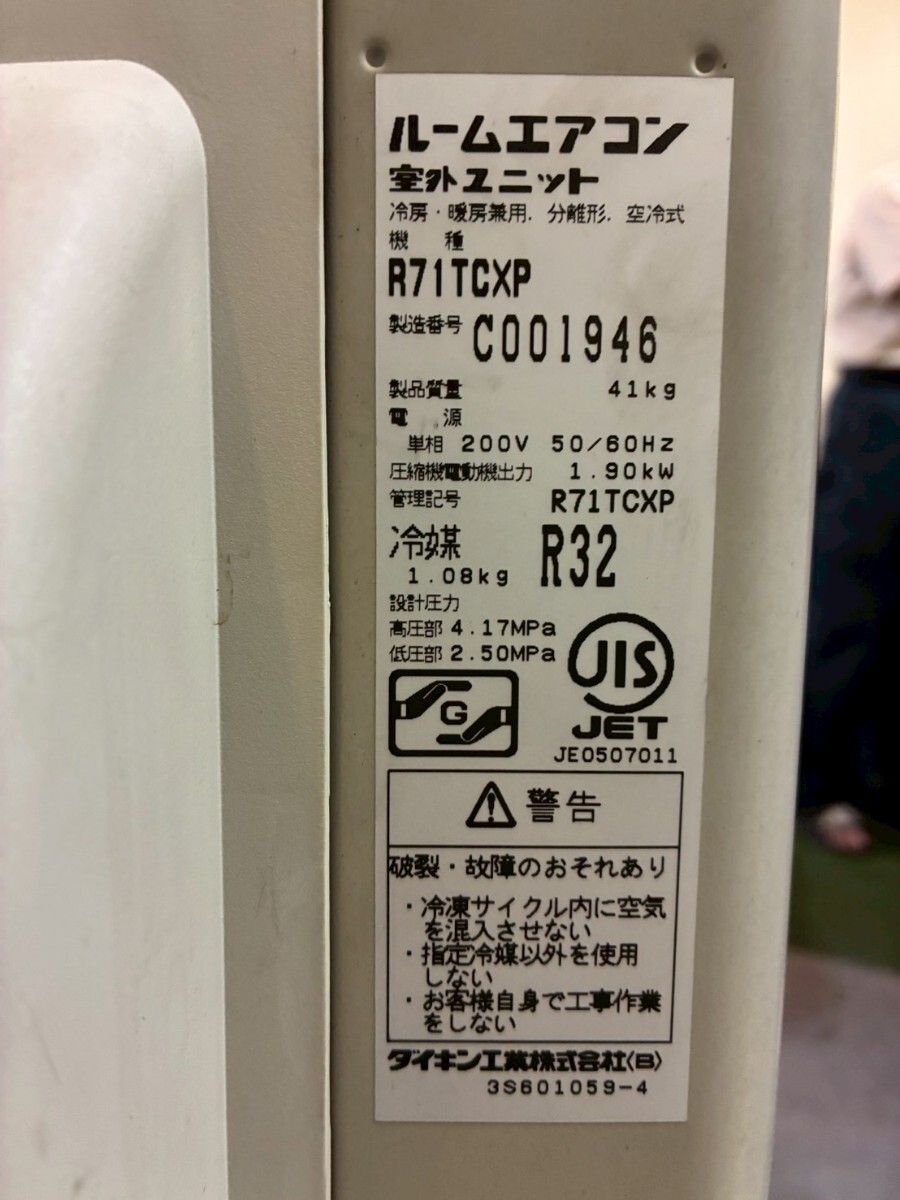 ルームエアコン
室外ユニット
冷房・暖房兼用．分離形．空冷式
機 種
R71TCXP
製造番号 C001946
製品質量 41kg
電 源
単相 200V 50/60Hz
圧縮機電動機出力 1.90kW
管理記号 R71TCXP
冷媒 R32
1.08kg
設計圧力
高圧部 4.17MPa
低圧部 2.50MPa
JIS
G
JET
JE0507011
警告
破裂・故障のおそれあり
・冷凍サイクル内に空気
を混入させない
・指定冷媒以外を使用
しない
・お客様自身で工事作業
をしない
ダイキン工業株式会社〈B〉
3S601059-4